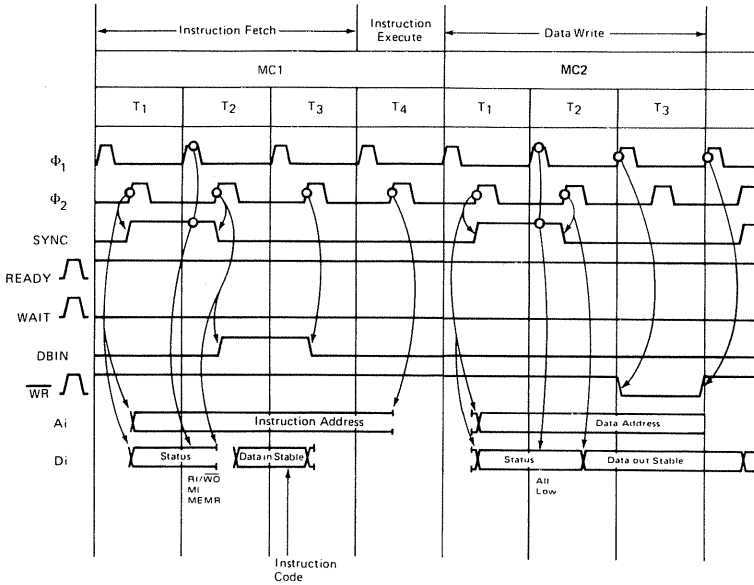 Instruction Fetch
Instruction
Execute
Data Write
MC1
MC2
T1
T2
T3
T4
T1
T2
T3
Φ1
Φ2
SYNC
READY
WAIT
DBIN
WR
Ai
Instruction Address
Data Address
Di
Status
Data in Stable
Status
Data out Stable
RI/WO
MI
MEMR
All
Low
Instruction
Code